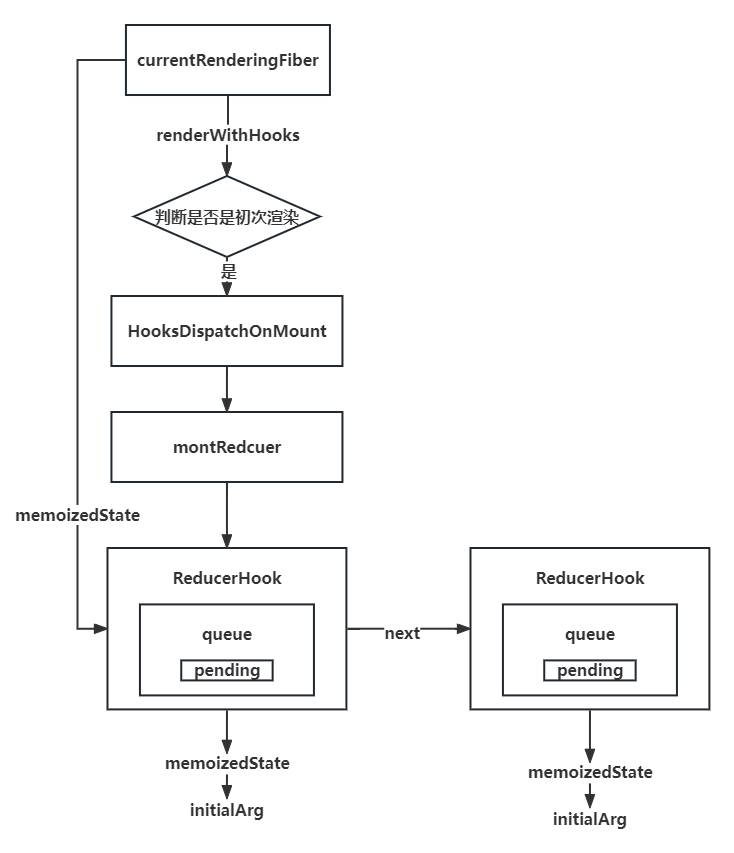 currentRenderingFiber
renderWithHooks
判断是否是初次渲染
是
HooksDispatchOnMount
montRedcuer
memoizedState
ReducerHook
queue
pending
next
ReducerHook
queue
pending
memoizedState
initialArg
memoizedState
initialArg